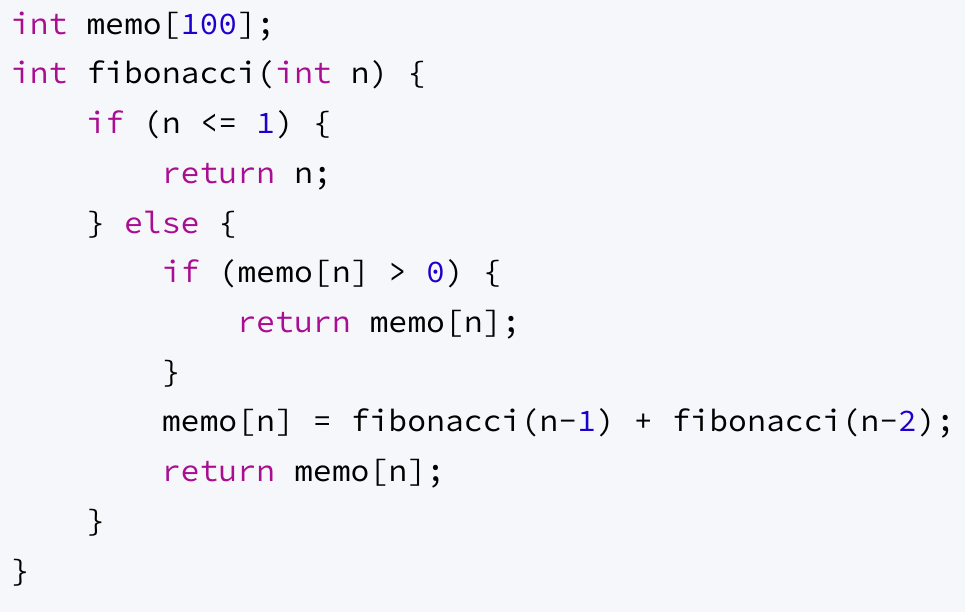 int memo[100];
int fibonacci(int n) {
    if (n <= 1) {
        return n;
    } else {
        if (memo[n] > 0) {
            return memo[n];
        }
        memo[n] = fibonacci(n-1) + fibonacci(n-2);
        return memo[n];
    }
}